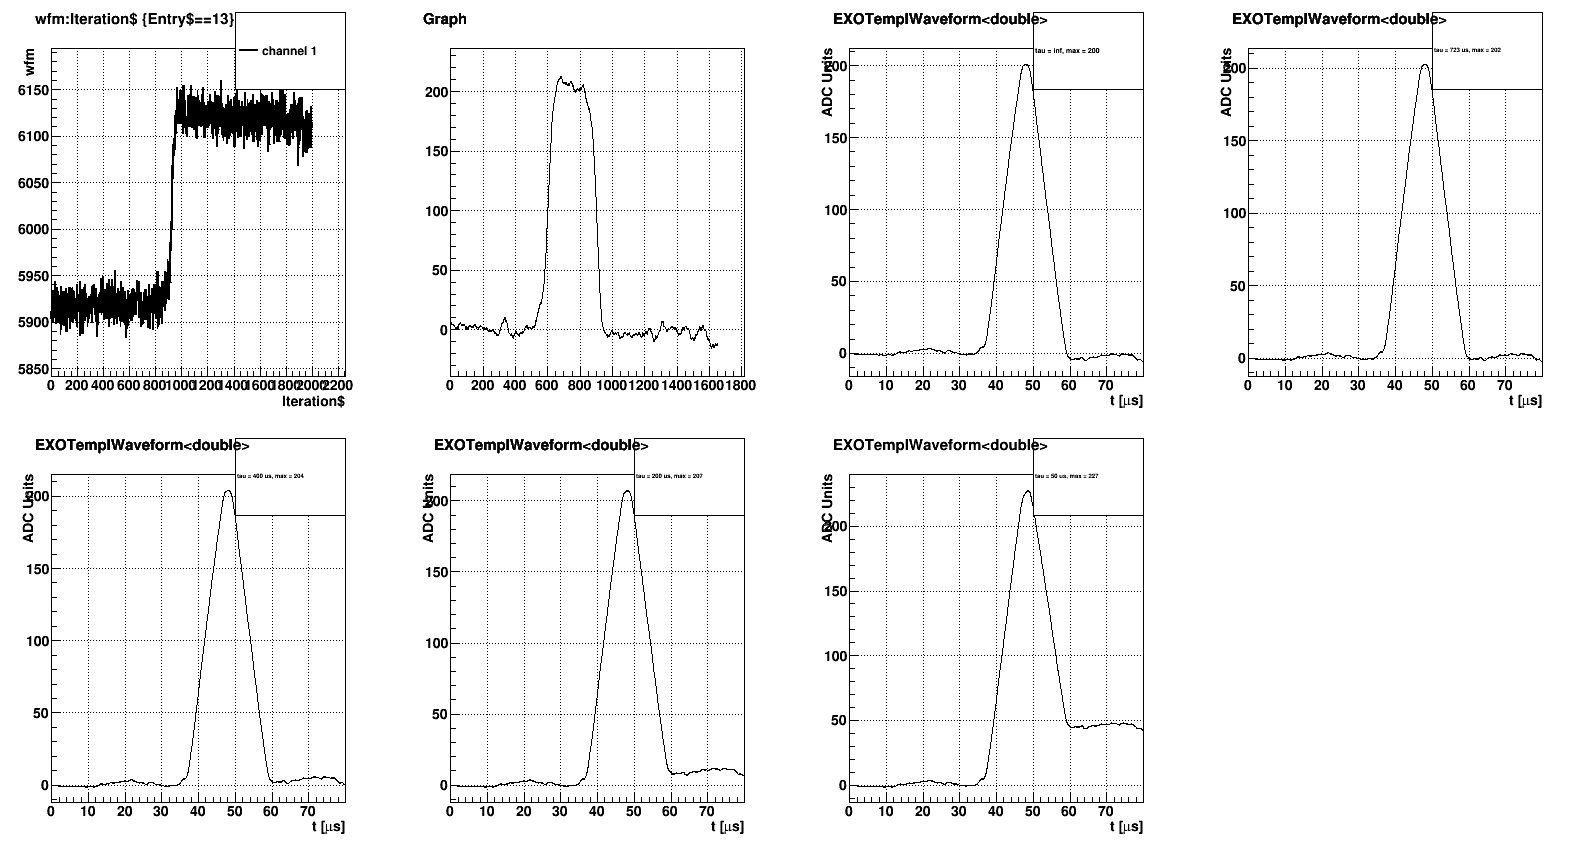 wfm:Iteration$ {Entry$==13}
channel 1
wfm
6150
6100
6050
6000
5950
5900
5850
0 200 400 600 800 1000 1200 1400 1600 1800 2000 2200
Iteration$
Graph
200
150
100
50
0
0 200 400 600 800 1000 1200 1400 1600 1800
EXOTemplWaveform<double>
tau = inf, max = 200
ADC Units
200
150
100
50
0
0 10 20 30 40 50 60 70
t [μs]
EXOTemplWaveform<double>
tau = 723 us, max = 202
ADC Units
200
150
100
50
0
0 10 20 30 40 50 60 70
t [μs]
EXOTemplWaveform<double>
tau = 400 us, max = 204
ADC Units
200
150
100
50
0
0 10 20 30 40 50 60 70
t [μs]
EXOTemplWaveform<double>
tau = 200 us, max = 207
ADC Units
200
150
100
50
0
0 10 20 30 40 50 60 70
t [μs]
EXOTemplWaveform<double>
tau = 50 us, max = 227
ADC Units
200
150
100
50
0
0 10 20 30 40 50 60 70
t [μs]